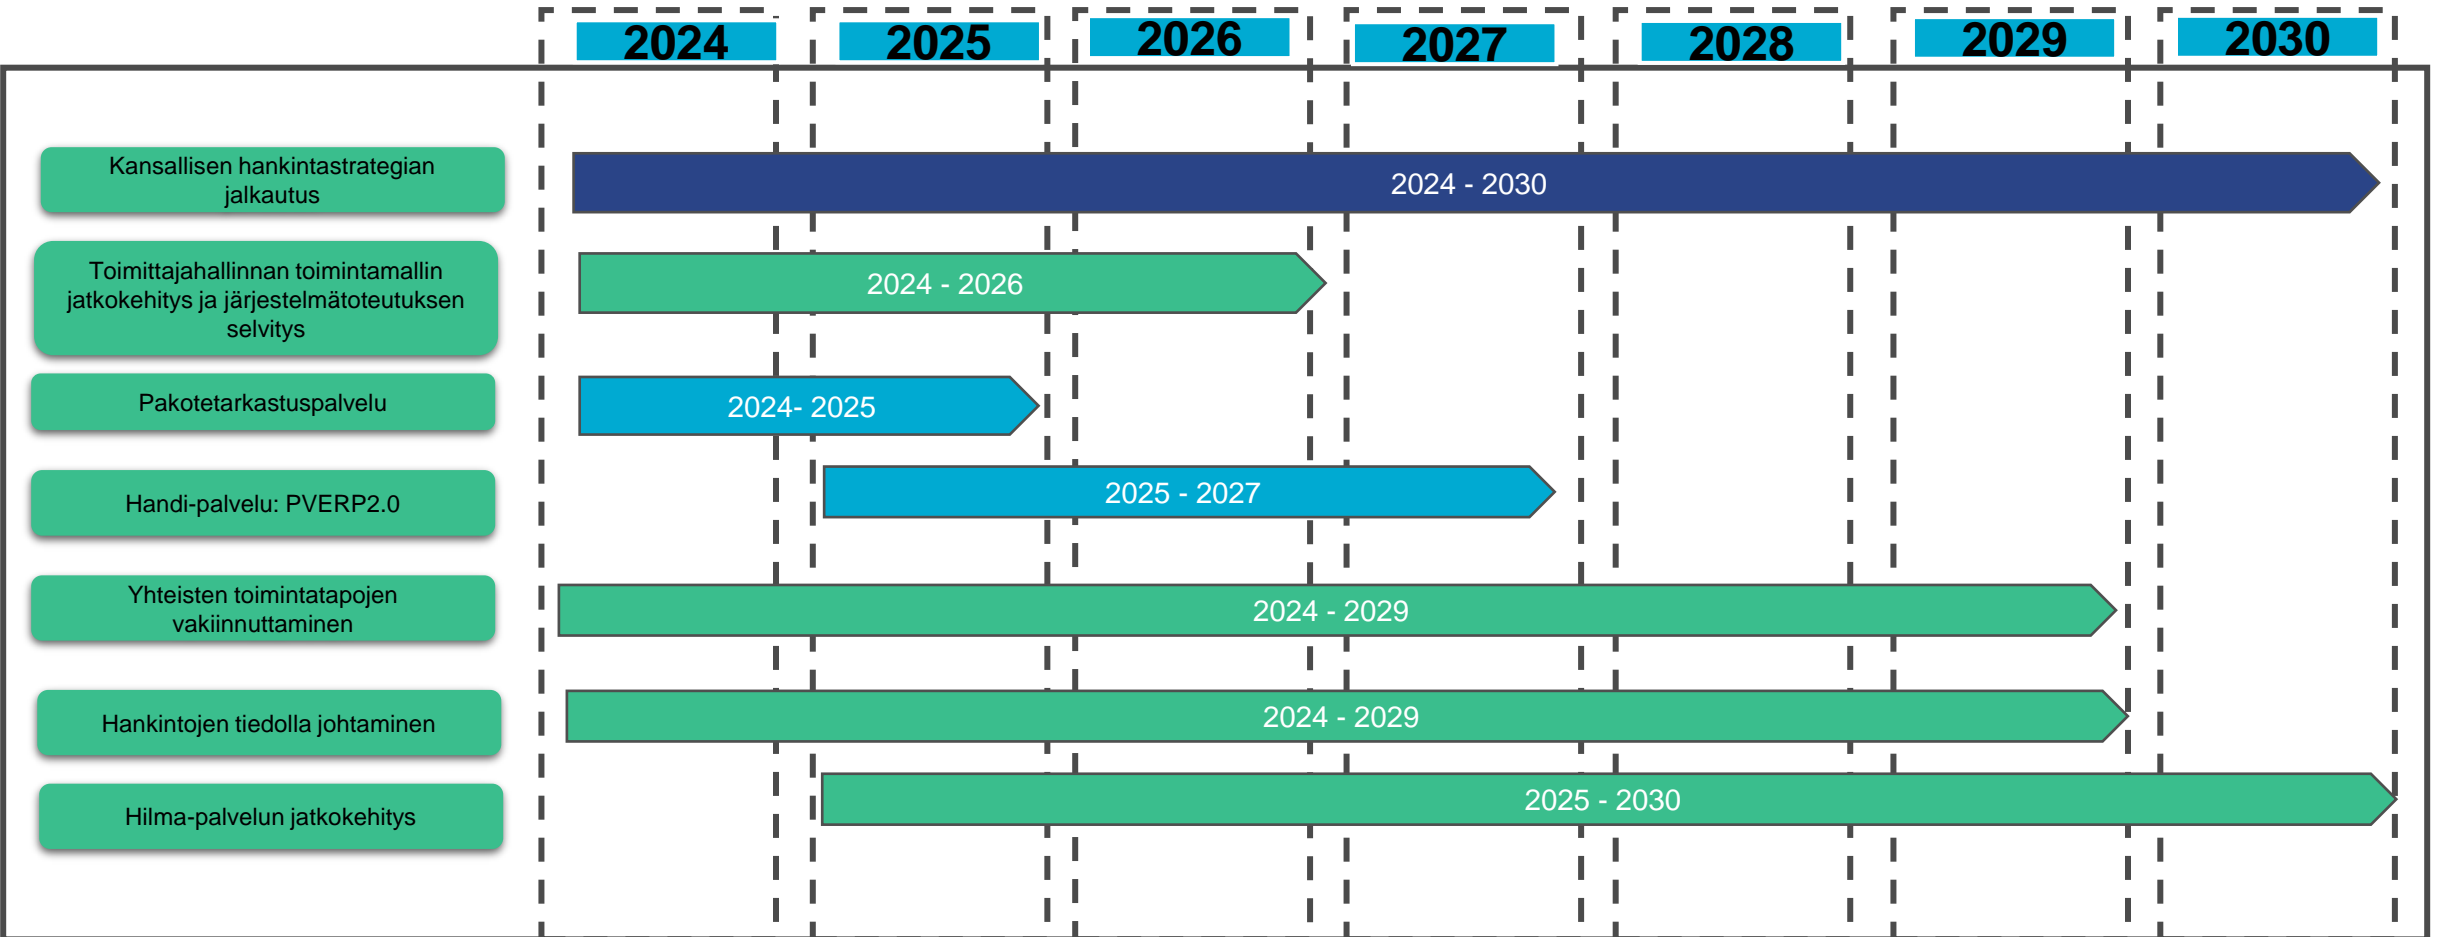 2024 2025 2026 2027 2028 2029 2030
Kansallisen hankintastrategian
jalkautus
2024 - 2030
Toimittajahallinnan toimintamallin
jatkokehitys ja järjestelmätoteutuksen
selvitys
2024 - 2026
Pakotetarkastuspalvelu
2024- 2025
Handi-palvelu: PVERP2.0
2025 - 2027
Yhteisten toimintatapojen
vakiinnuttaminen
2024 - 2029
Hankintojen tiedolla johtaminen
2024 - 2029
Hilma-palvelun jatkokehitys
2025 - 2030